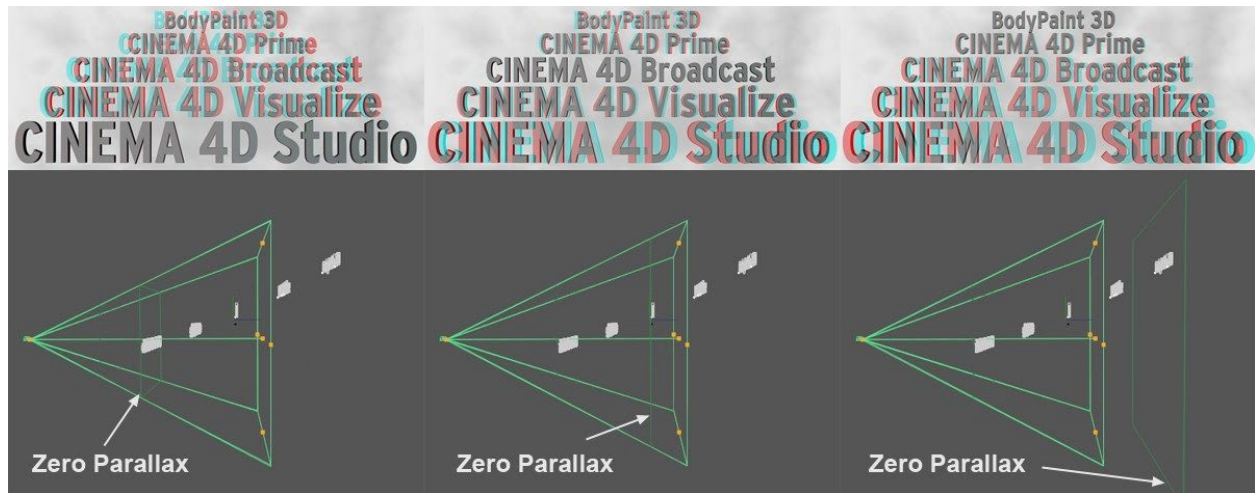 BodyPaint 3D
CINEMA 4D Prime
CINEMA 4D Broadcast
CINEMA 4D Visualize
CINEMA 4D Studio
Zero Parallax
BodyPaint 3D
CINEMA 4D Prime
CINEMA 4D Broadcast
CINEMA 4D Visualize
CINEMA 4D Studio
Zero Parallax
BodyPaint 3D
CINEMA 4D Prime
CINEMA 4D Broadcast
CINEMA 4D Visualize
CINEMA 4D Studio
Zero Parallax